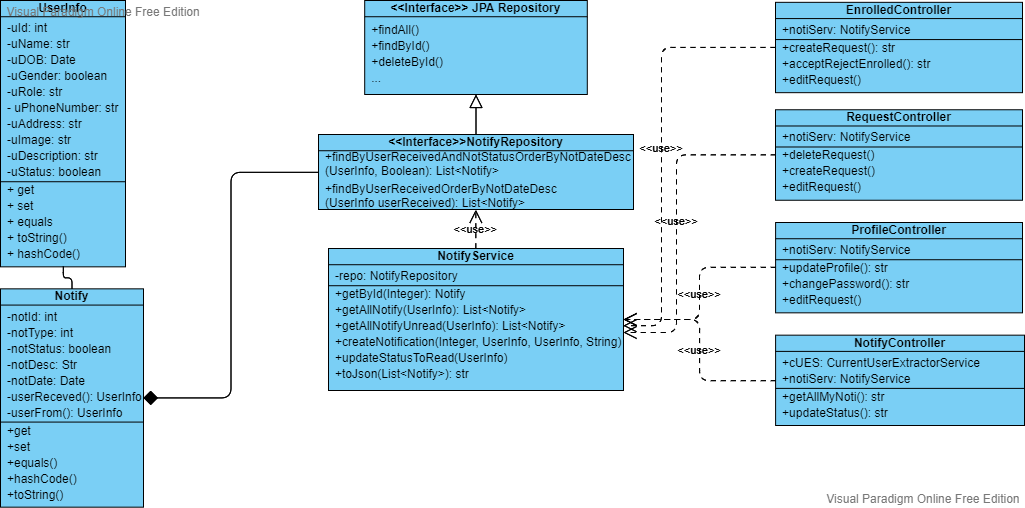 Visual Paradigm Online Free Edition
UserInfo
-uId: int
-uName: str
-uDOB: Date
-uGender: boolean
-uRole: str
- uPhoneNumber: str
-uAddress: str
-uImage: str
-uDescription: str
-uStatus: boolean
+ get
+ set
+ equals
+ toString()
+ hashCode()
Notify
-notId: int
-notType: int
-notStatus: boolean
-notDesc: Str
-notDate: Date
-userReceved(): UserInfo
-userFrom(): UserInfo
+get
+set
+equals()
+hashCode()
+toString()
<<Interface>> JPA Repository
+findAll()
+findById()
+deleteById()
...
<<Interface>>NotifyRepository
+findByUserReceivedAndNotStatusOrderByNotDateDesc
(UserInfo, Boolean): List<Notify>
+findByUserReceivedOrderByNotDateDesc
(UserInfo userReceived): List<Notify>
<<use>>
NotifyService
-repo: NotifyRepository
+getById(Integer): Notify
+getAllNotify(UserInfo): List<Notify>
+getAllNotifyUnread(UserInfo): List<Notify>
+createNotification(Integer, UserInfo, UserInfo, String)
+updateStatusToRead(UserInfo)
+toJson(List<Notify>): str
<<use>>
<<use>>
<<use>>
<<use>>
EnrolledController
+notiServ: NotifyService
+createRequest(): str
+acceptRejectEnrolled(): str
+editRequest()
RequestController
+notiServ: NotifyService
+deleteRequest()
+createRequest()
+editRequest()
ProfileController
+notiServ: NotifyService
+updateProfile(): str
+changePassword(): str
+editRequest()
NotifyController
+cUES: CurrentUserExtractorService
+notiServ: NotifyService
+getAllMyNoti(): str
+updateStatus(): str
Visual Paradigm Online Free Edition